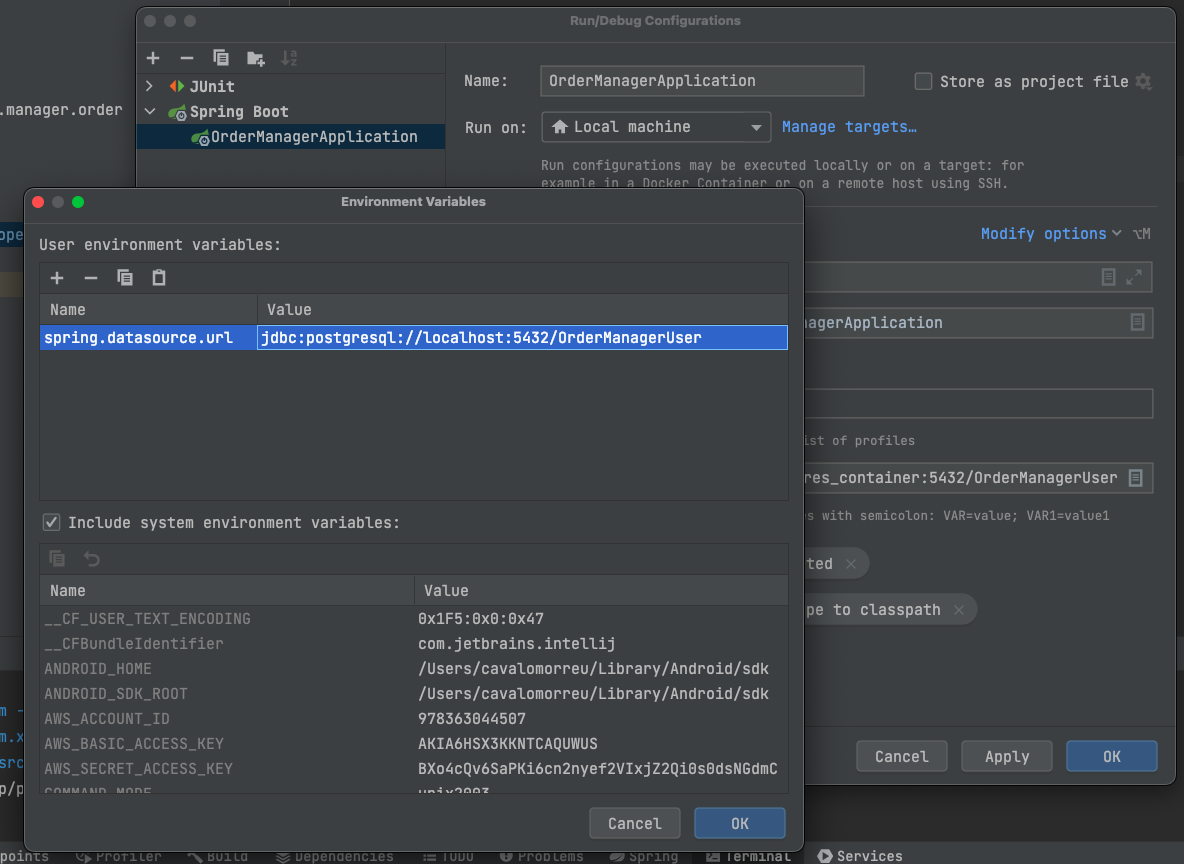 Run/Debug Configurations
JUnit
Spring Boot
OrderManagerApplication
.manager.order
Name: OrderManagerApplication
Store as project file
Run on: Local machine
Manage targets…
Run configurations may be executed locally or on a target: for
example in a Docker Container or on a remote host using SSH.
Modify options ⌥M
nagerApplication
ist of profiles
res_container:5432/OrderManagerUser
s with semicolon: VAR=value; VAR1=value1
ted
pe to classpath
Cancel Apply OK
Environment Variables
User environment variables:
Name Value
spring.datasource.url jdbc:postgresql://localhost:5432/OrderManagerUser
Include system environment variables:
Name Value
__CF_USER_TEXT_ENCODING 0x1F5:0x0:0x47
__CFBundleIdentifier com.jetbrains.intellij
ANDROID_HOME /Users/cavalomorreu/Library/Android/sdk
ANDROID_SDK_ROOT /Users/cavalomorreu/Library/Android/sdk
AWS_ACCOUNT_ID 978363044507
AWS_BASIC_ACCESS_KEY AKIA6HSX3KKNTCAQUWUS
AWS_SECRET_ACCESS_KEY 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
COMMAND_MODE unix2003
Cancel OK
ope
m -
m.x
src
p/p
points Profiler Build Dependencies TODO Problems Spring Terminal Services